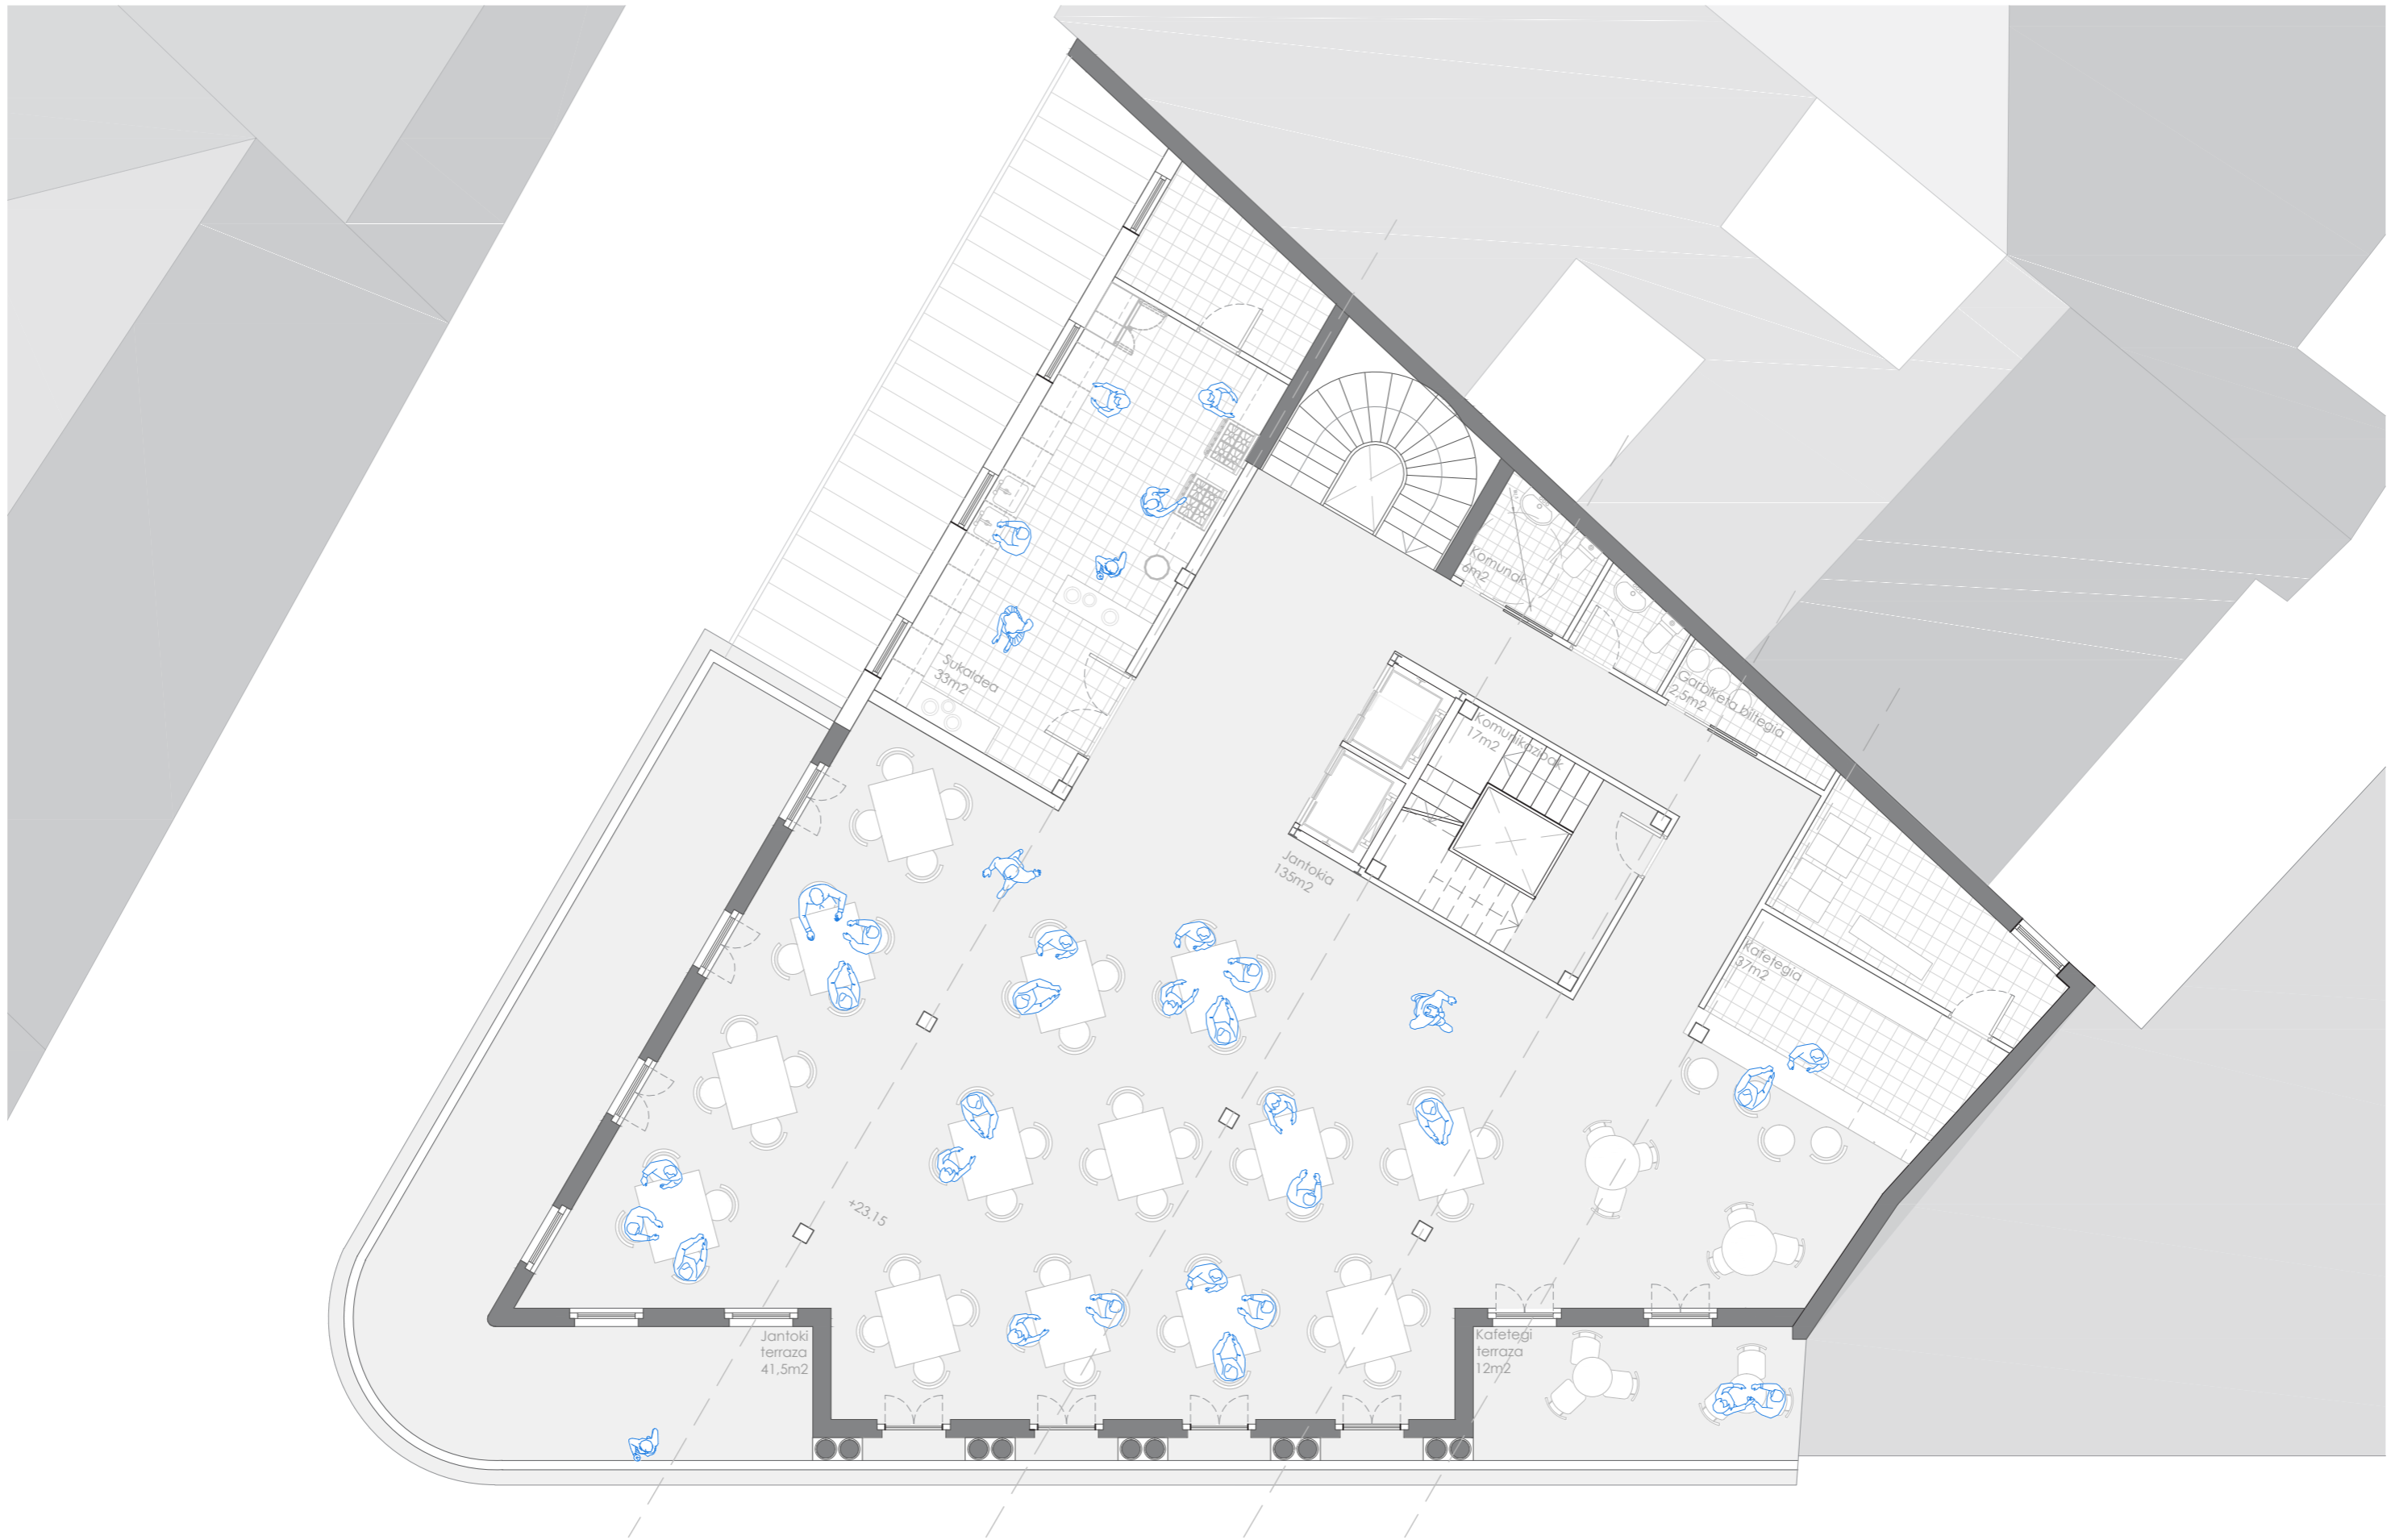 Komunak
6m2
Garbiketa biltegia
2,5m2
Sukaldea
33m2
Komunikazioak
17m2
Jantokia
135m2
Kafetegia
37m2
+23.15
Jantoki
terraza
41,5m2
Kafetegi
terraza
12m2